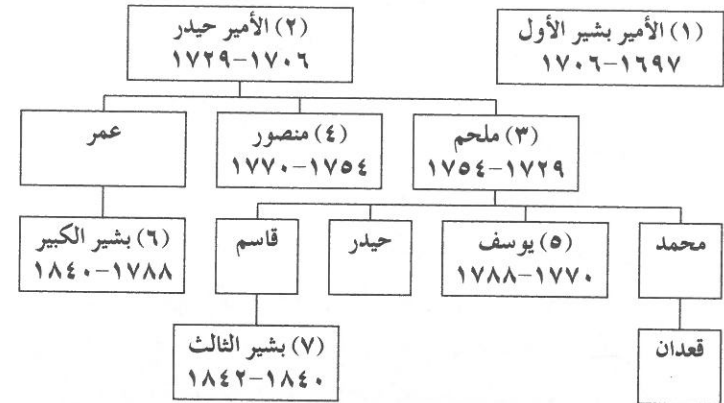 (١) الأمير بشير الأول
١٦٩٧-١٧٠٦
(٢) الأمير حيدر
١٧٠٦-١٧٢٩
(٣) ملحم
١٧٢٩-١٧٥٤
(٤) منصور
١٧٥٤-١٧٧٠
عمر
محمد
(٥) يوسف
١٧٧٠-١٧٨٨
حيدر
قاسم
(٦) بشير الكبير
١٧٨٨-١٨٤٠
قعدان
(٧) بشير الثالث
١٨٤٠-١٨٤٢